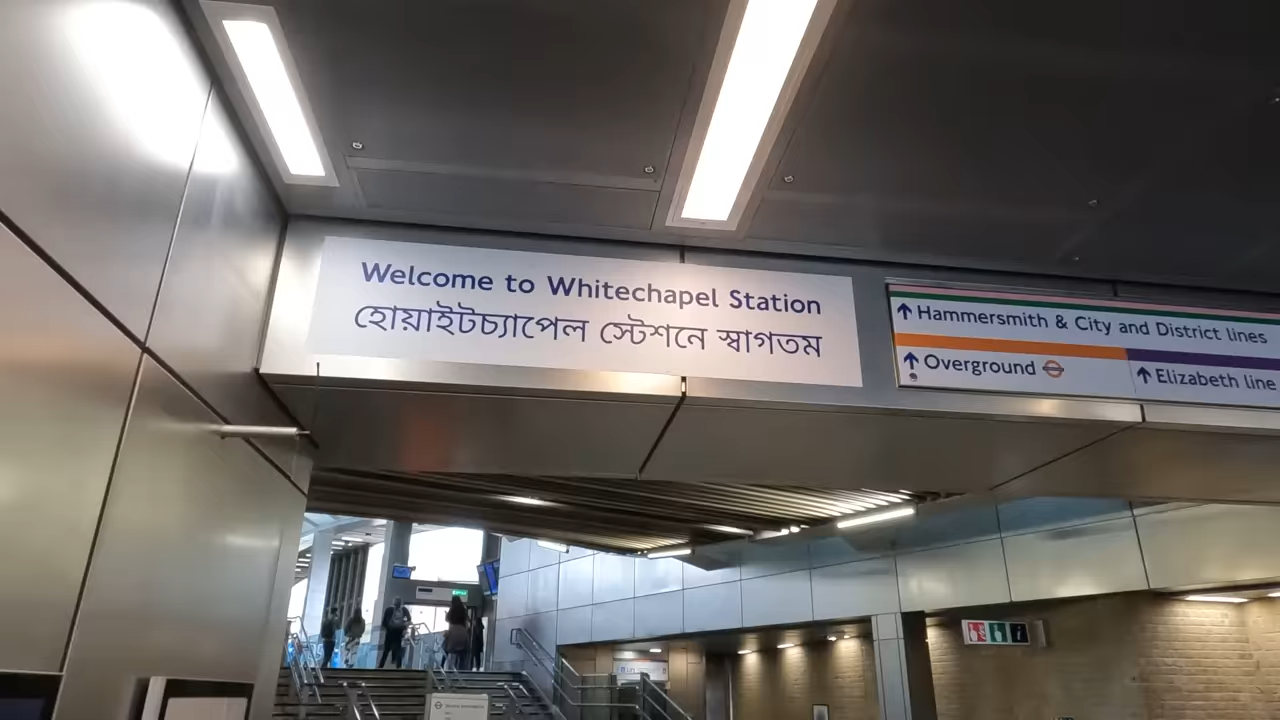 Welcome to Whitechapel Station
হোয়াইটচ্যাপেল স্টেশনে স্বাগতম
Hammersmith & City and District lines
Overground
Elizabeth line